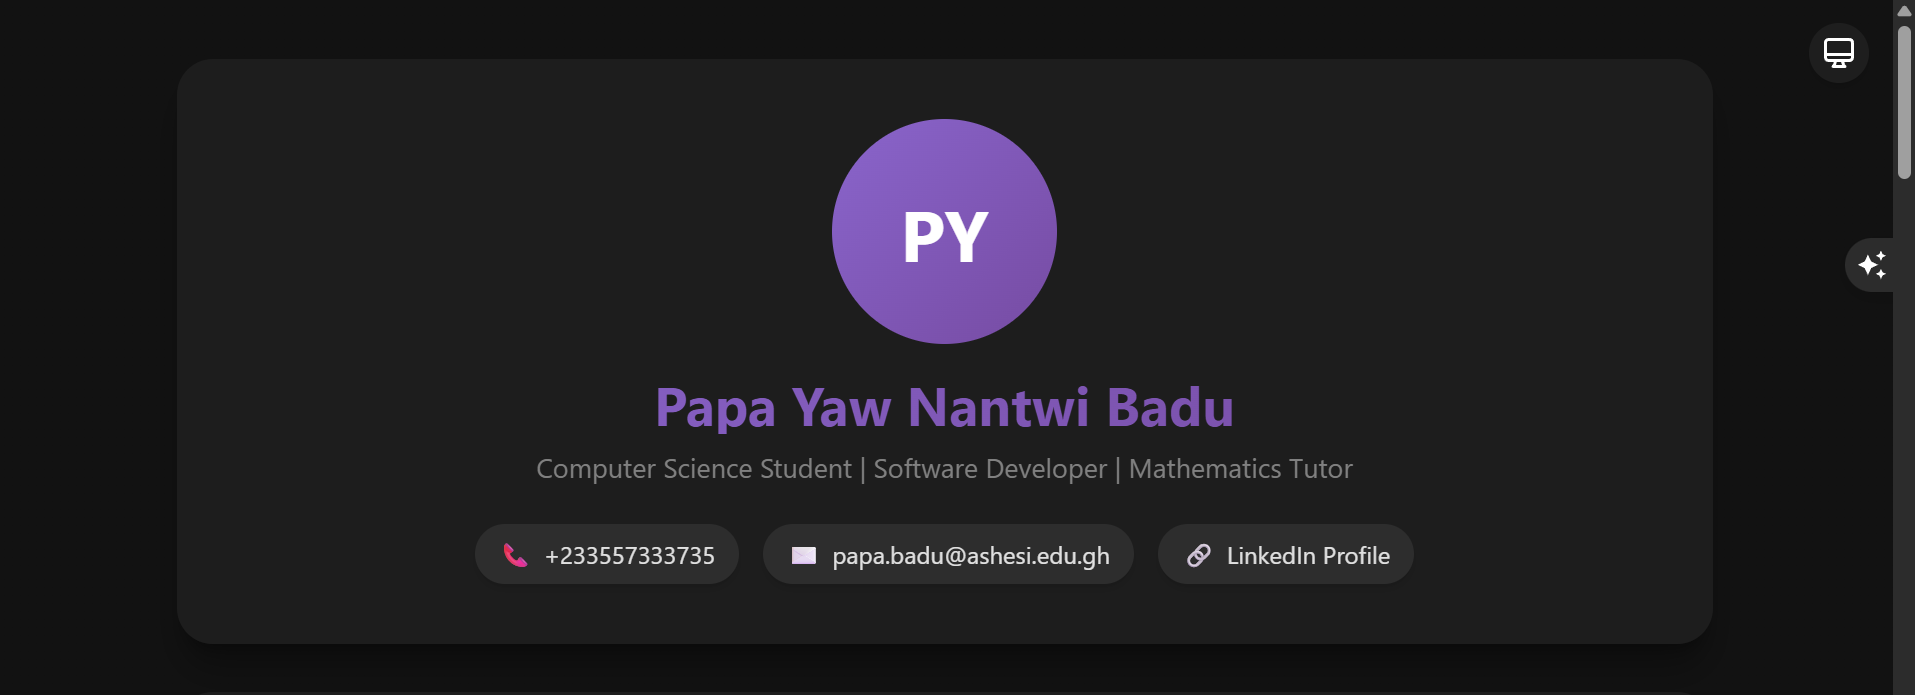 PY
Papa Yaw Nantwi Badu
Computer Science Student | Software Developer | Mathematics Tutor
+233557333735
papa.badu@ashesi.edu.gh
LinkedIn Profile